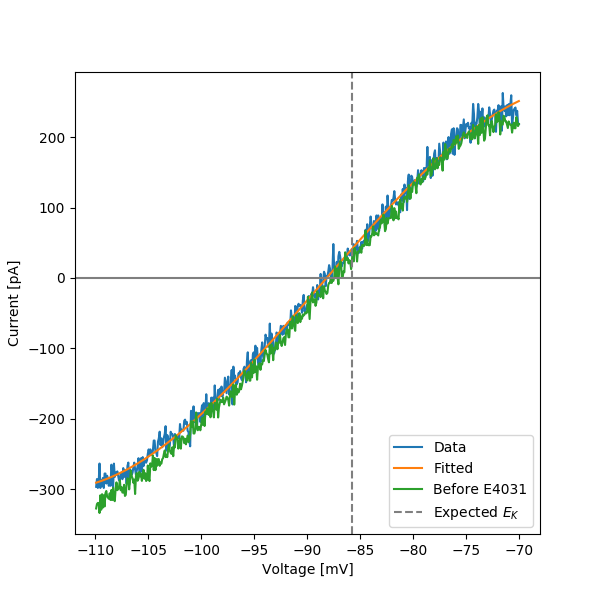 Current [pA]
200
100
0
−100
−200
−300
−110
−105
−100
−95
−90
−85
−80
−75
−70
Voltage [mV]
Data
Fitted
Before E4031
Expected E_K